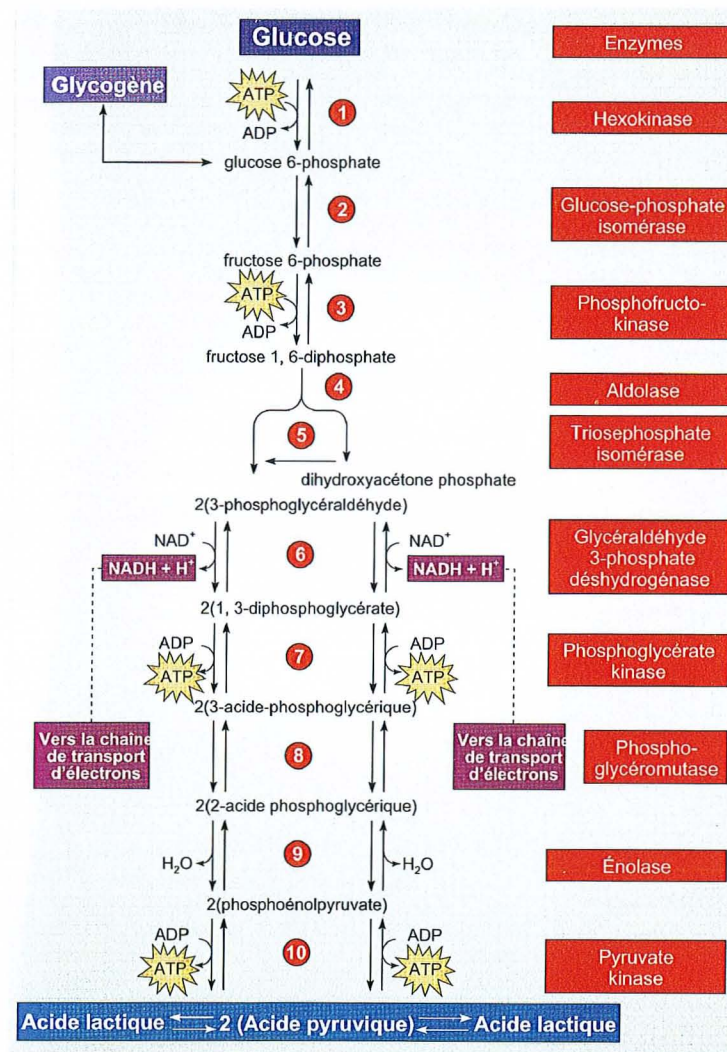 Glucose
Enzymes
Glycogène
ATP
ADP
1
Hexokinase
glucose 6-phosphate
2
Glucose-phosphate
isomérase
fructose 6-phosphate
ATP
ADP
3
Phosphofructo-
kinase
fructose 1, 6-diphosphate
4
Aldolase
5
Triosephosphate
isomérase
dihydroxyacétone phosphate
2(3-phosphoglycéraldéhyde)
NAD+
NADH + H+
6
NAD+
NADH + H+
Glycéraldéhyde
3-phosphate
déshydrogénase
2(1, 3-diphosphoglycérate)
ADP
ATP
7
ADP
ATP
Phosphoglycérate
kinase
2(3-acide-phosphoglycérique)
Vers la chaîne
de transport
d'électrons
8
Vers la chaîne
de transport
d'électrons
Phospho-
glycéromutase
2(2-acide phosphoglycérique)
H2O
9
H2O
Énolase
2(phosphoénolpyruvate)
ADP
ATP
10
ADP
ATP
Pyruvate
kinase
Acide lactique 2 (Acide pyruvique) Acide lactique